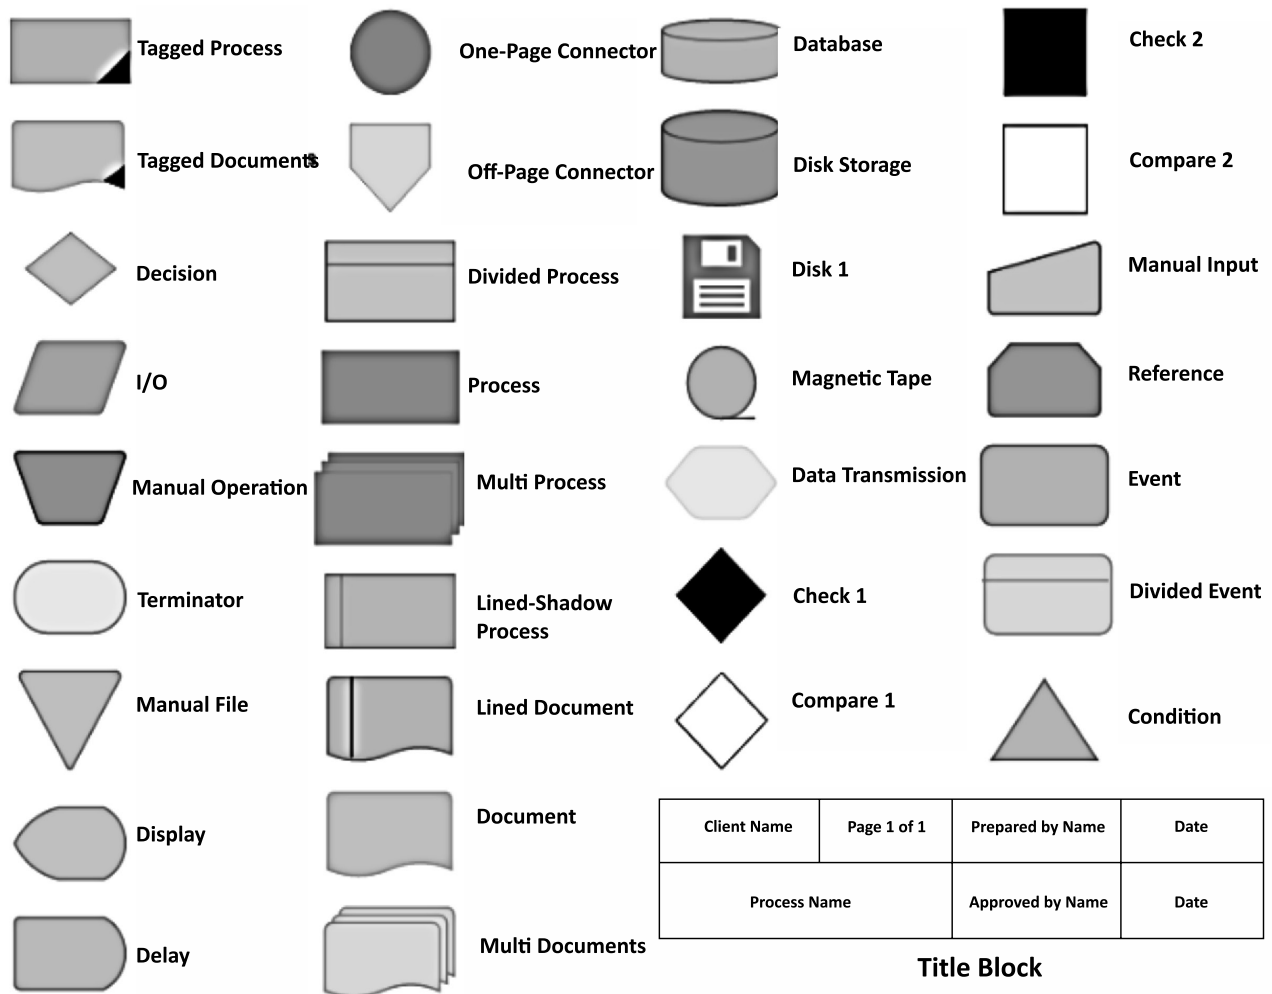 Tagged Process
Tagged Documents
Decision
I/O
Manual Operation
Terminator
Manual File
Display
Delay
One-Page Connector
Off-Page Connector
Divided Process
Process
Multi Process
Lined-Shadow
Process
Lined Document
Document
Multi Documents
Database
Disk Storage
Disk 1
Magnetic Tape
Data Transmission
Check 1
Compare 1
Check 2
Compare 2
Manual Input
Reference
Event
Divided Event
Condition
Client Name
Page 1 of 1
Prepared by Name
Date
Process Name
Approved by Name
Date
Title Block